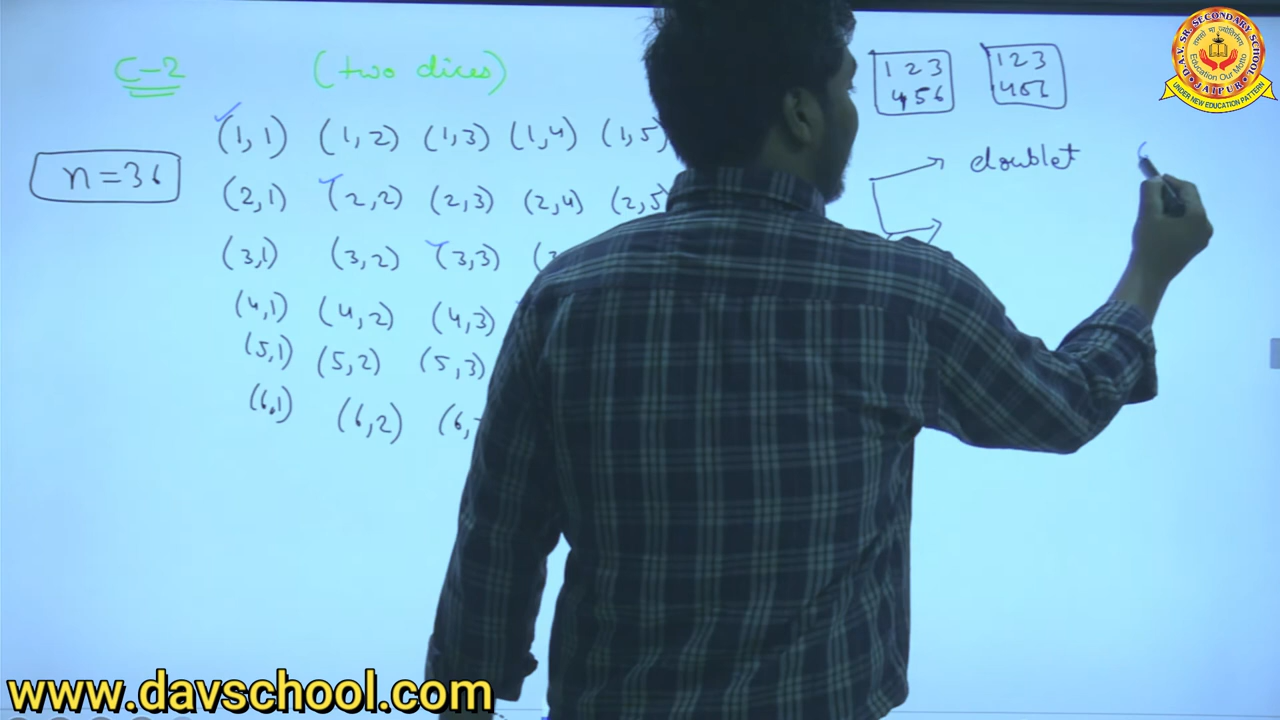 C-2 (two dices)
1 2 3
4 5 6
1 2 3
4 5 6
(1,1) (1,2) (1,3) (1,4) (1,5)
n=36
(2,1) (2,2) (2,3) (2,4) (2,5
(3,1) (3,2) (3,3) (3
(4,1) (4,2) (4,3)
(5,1) (5,2) (5,3)
(6,1) (6,2) (6,
doublet
D.A.V. SR. SECONDARY SCHOOL
Education Our Motto
JAIPUR
UNDER NEW EDUCATION PATTERN
www.davschool.com